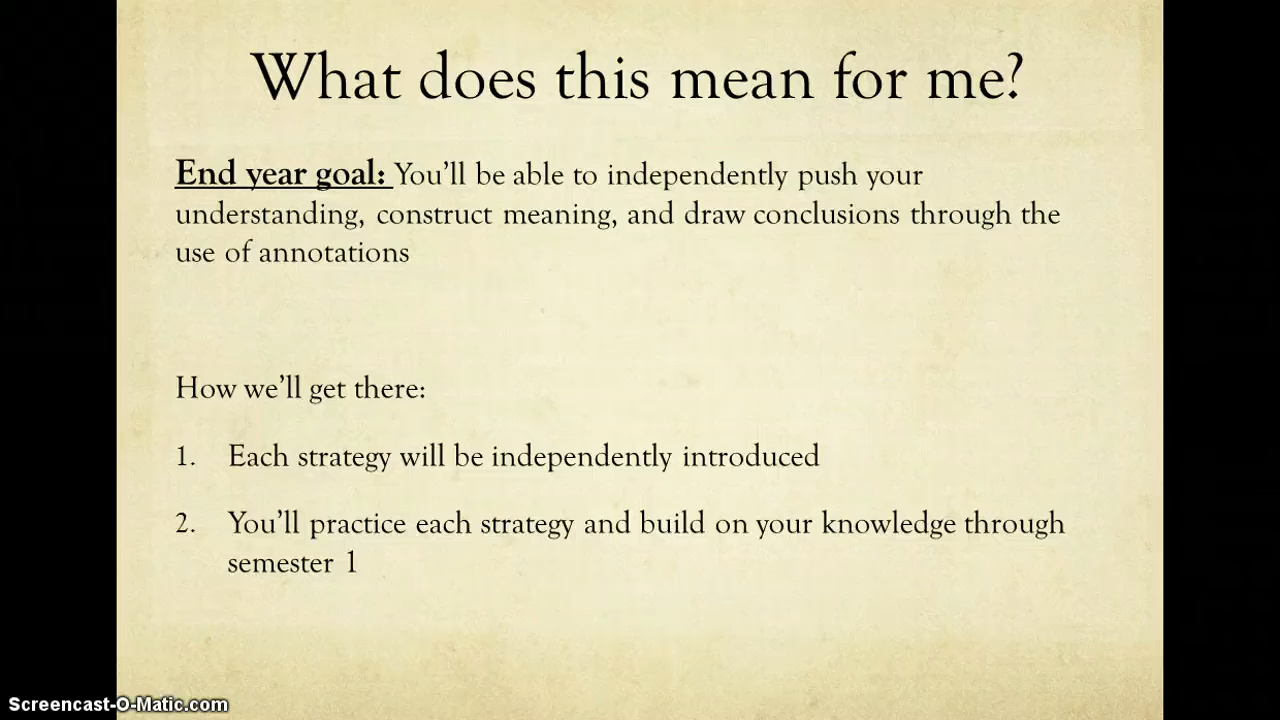 What does this mean for me?
End year goal: You'll be able to independently push your
understanding, construct meaning, and draw conclusions through the
use of annotations
How we'll get there:
1. Each strategy will be independently introduced
2. You'll practice each strategy and build on your knowledge through
semester 1
Screencast-O-Matic.com